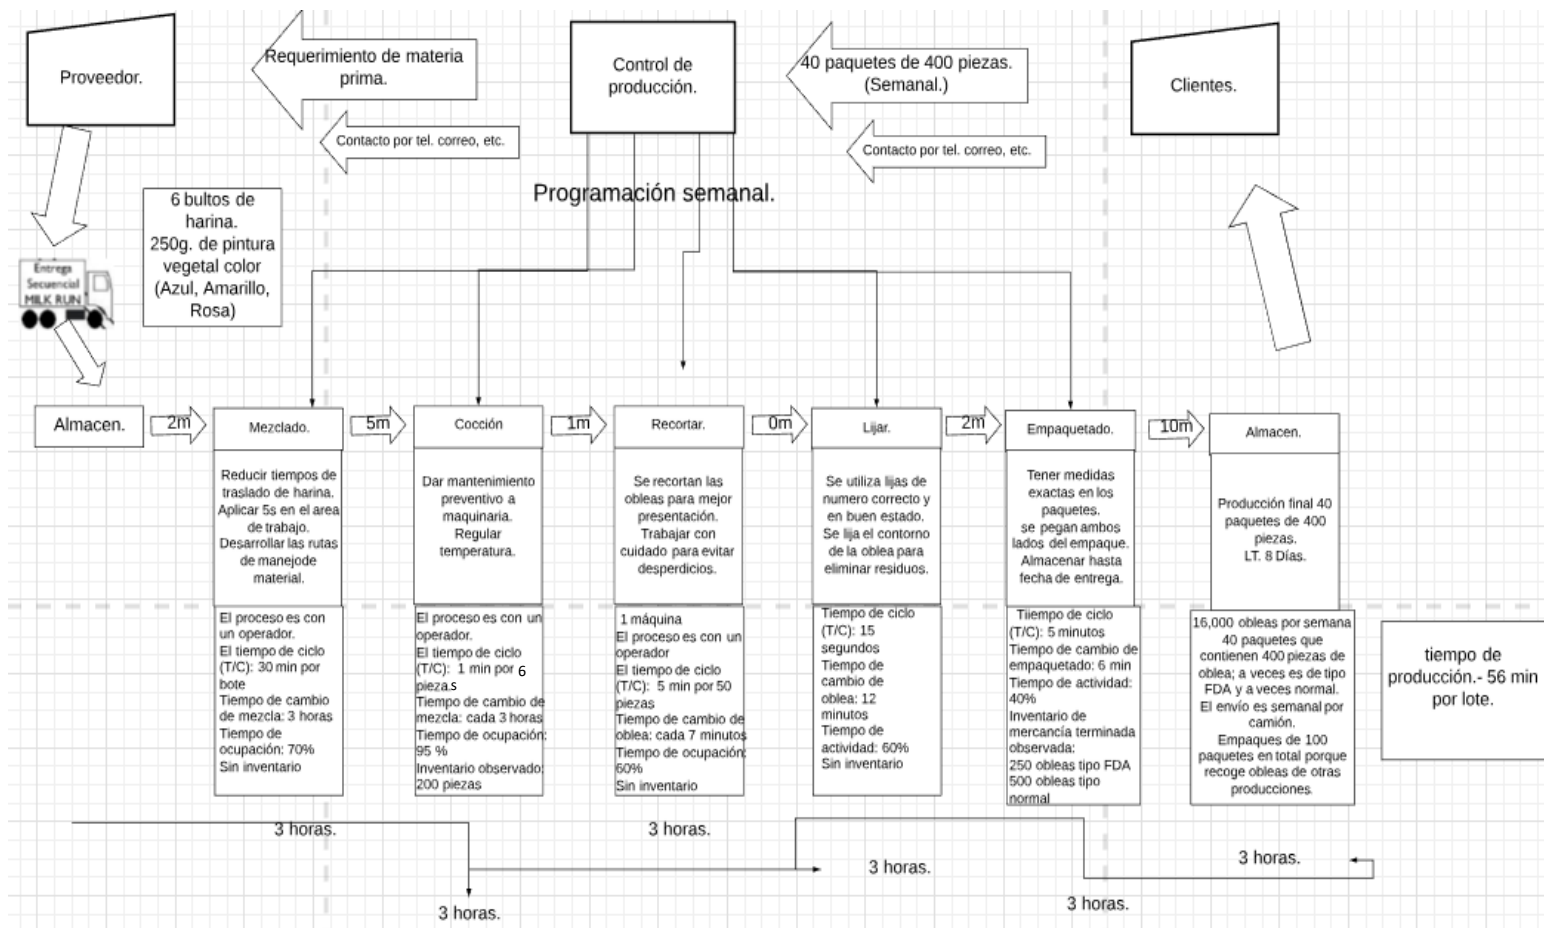 Proveedor.
Requerimiento de materia
prima.
Contacto por tel. correo, etc.
Control de
producción.
40 paquetes de 400 piezas.
(Semanal.)
Contacto por tel. correo, etc.
Clientes.
Programación semanal.
6 bultos de
harina.
250g. de pintura
vegetal color
(Azul, Amarillo,
Rosa)
Entrega
Secuencial
MILK RUN
Almacen.
2m
Mezclado.
5m
Cocción
1m
Recortar.
0m
Lijar.
2m
Empaquetado.
10m
Almacen.
Reducir tiempos de
traslado de harina.
Aplicar 5s en el area
de trabajo.
Desarrollar las rutas
de manejode
material.
Dar mantenimiento
preventivo a
maquinaria.
Regular
temperatura.
Se recortan las
obleas para mejor
presentación.
Trabajar con
cuidado para evitar
desperdicios.
Se utiliza lijas de
numero correcto y
en buen estado.
Se lija el contorno
de la oblea para
eliminar residuos.
Tener medidas
exactas en los
paquetes.
se pegan ambos
lados del empaque.
Almacenar hasta
fecha de entrega.
Producción final 40
paquetes de 400
piezas.
LT. 8 Días.
El proceso es con
un operador.
El tiempo de ciclo
(T/C): 30 min por
bote
Tiempo de cambio
de mezcla: 3 horas
Tiempo de
ocupación: 70%
Sin inventario
El proceso es con un
operador.
El tiempo de ciclo
(T/C): 1 min por 6
piezas
Tiempo de cambio de
mezcla: cada 3 horas
Tiempo de ocupación:
95 %
Inventario observado:
200 piezas
1 máquina
El proceso es con un
operador
El tiempo de ciclo
(T/C): 5 min por 50
piezas
Tiempo de cambio de
oblea: cada 7 minutos
Tiempo de ocupación:
60%
Sin inventario
Tiempo de ciclo
(T/C): 15
segundos
Tiempo de
cambio de
oblea: 12
minutos
Tiempo de
actividad: 60%
Sin inventario
Tiiempo de ciclo
(T/C): 5 minutos
Tiempo de cambio de
empaquetado: 6 min
Tiempo de actividad:
40%
Inventario de
mercancía terminada
observada:
250 obleas tipo FDA
500 obleas tipo
normal
16,000 obleas por semana
40 paquetes que
contienen 400 piezas de
oblea; a veces es de tipo
FDA y a veces normal.
El envío es semanal por
camión.
Empaques de 100
paquetes en total porque
recoge obleas de otras
producciones.
tiempo de
producción.- 56 min
por lote.
3 horas.
3 horas.
3 horas.
3 horas.
3 horas.
3 horas.